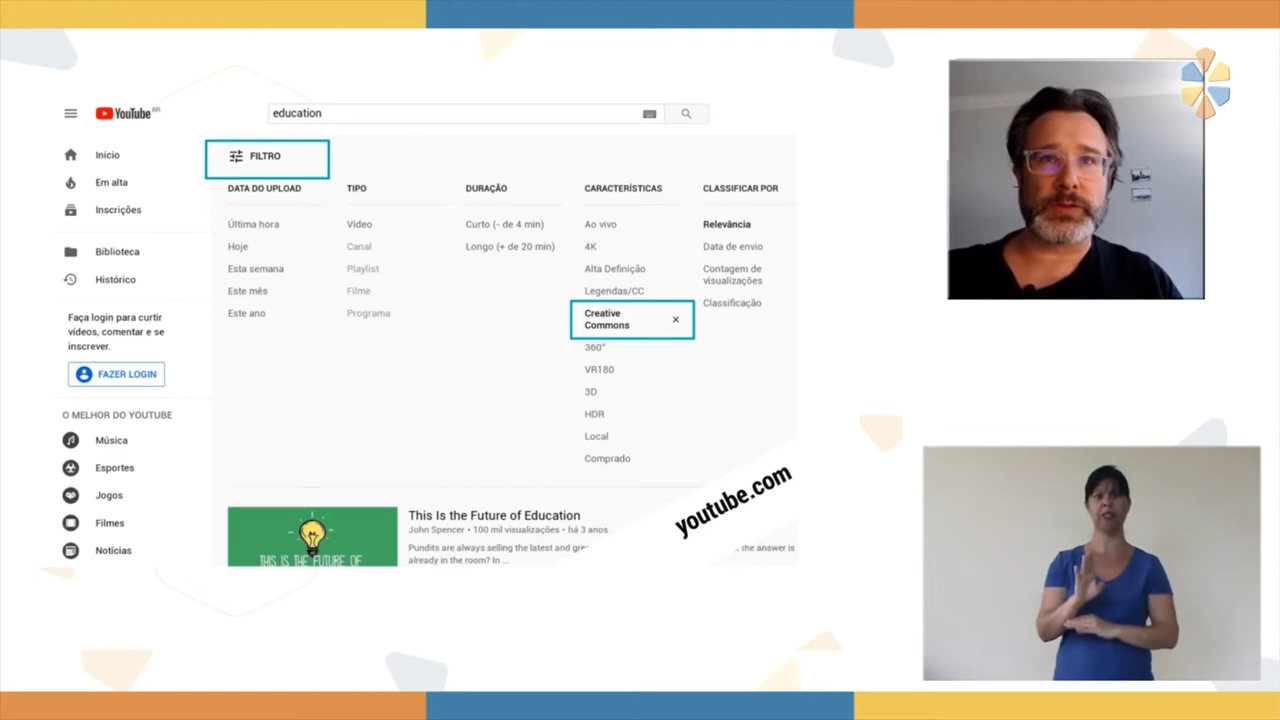 YouTube BR
education
Início
Em alta
Inscrições
Biblioteca
Histórico
Faça login para curtir
vídeos, comentar e se
inscrever.
FAZER LOGIN
O MELHOR DO YOUTUBE
Música
Esportes
Jogos
Filmes
Notícias
FILTRO
DATA DO UPLOAD
Última hora
Hoje
Esta semana
Este mês
Este ano
TIPO
Vídeo
Canal
Playlist
Filme
Programa
DURAÇÃO
Curto (- de 4 min)
Longo (+ de 20 min)
CARACTERÍSTICAS
Ao vivo
4K
Alta Definição
Legendas/CC
Creative
Commons
360°
VR180
3D
HDR
Local
Comprado
CLASSIFICAR POR
Relevância
Data de envio
Contagem de
visualizações
Classificação
THIS IS THE FUTURE OF
This Is the Future of Education
John Spencer • 100 mil visualizações • há 3 anos
Pundits are always selling the latest and the answer is
already in the room? In ...
youtube.com